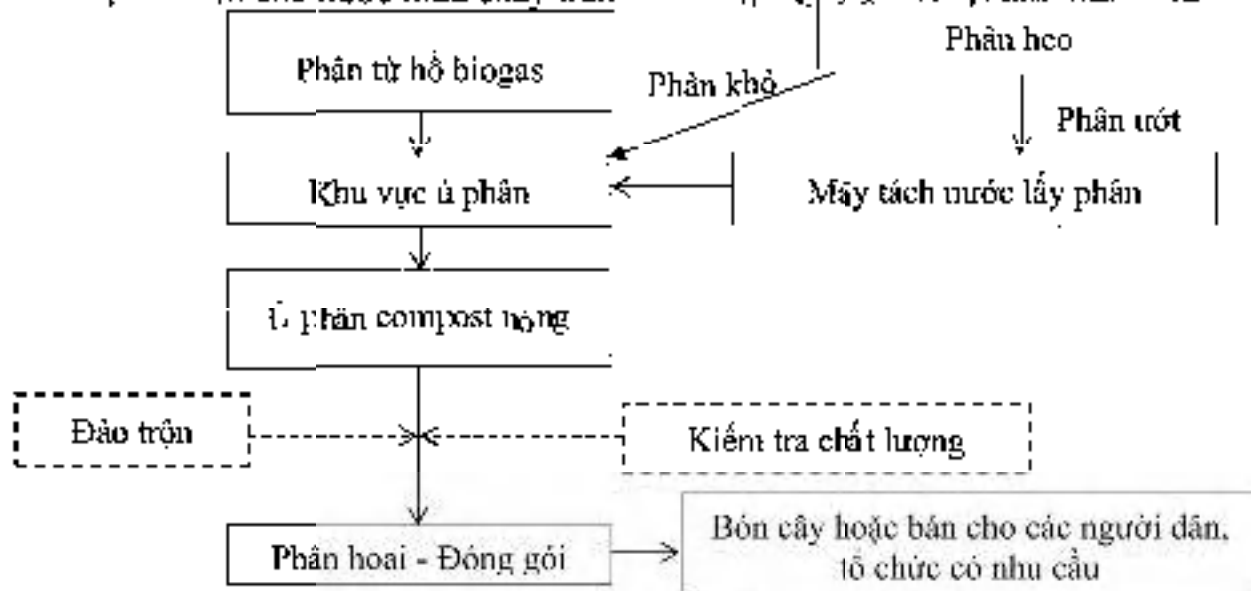 Phân heo
Phân từ hồ biogas
Phân khô
Phân ướt
Khu vực ủ phân
Máy tách nước lấy phân
Ủ phân compost nóng
Đảo trộn
Kiểm tra chất lượng
Phân hoai - Đóng gói
Bón cây hoặc bán cho các người dân,
tổ chức có nhu cầu